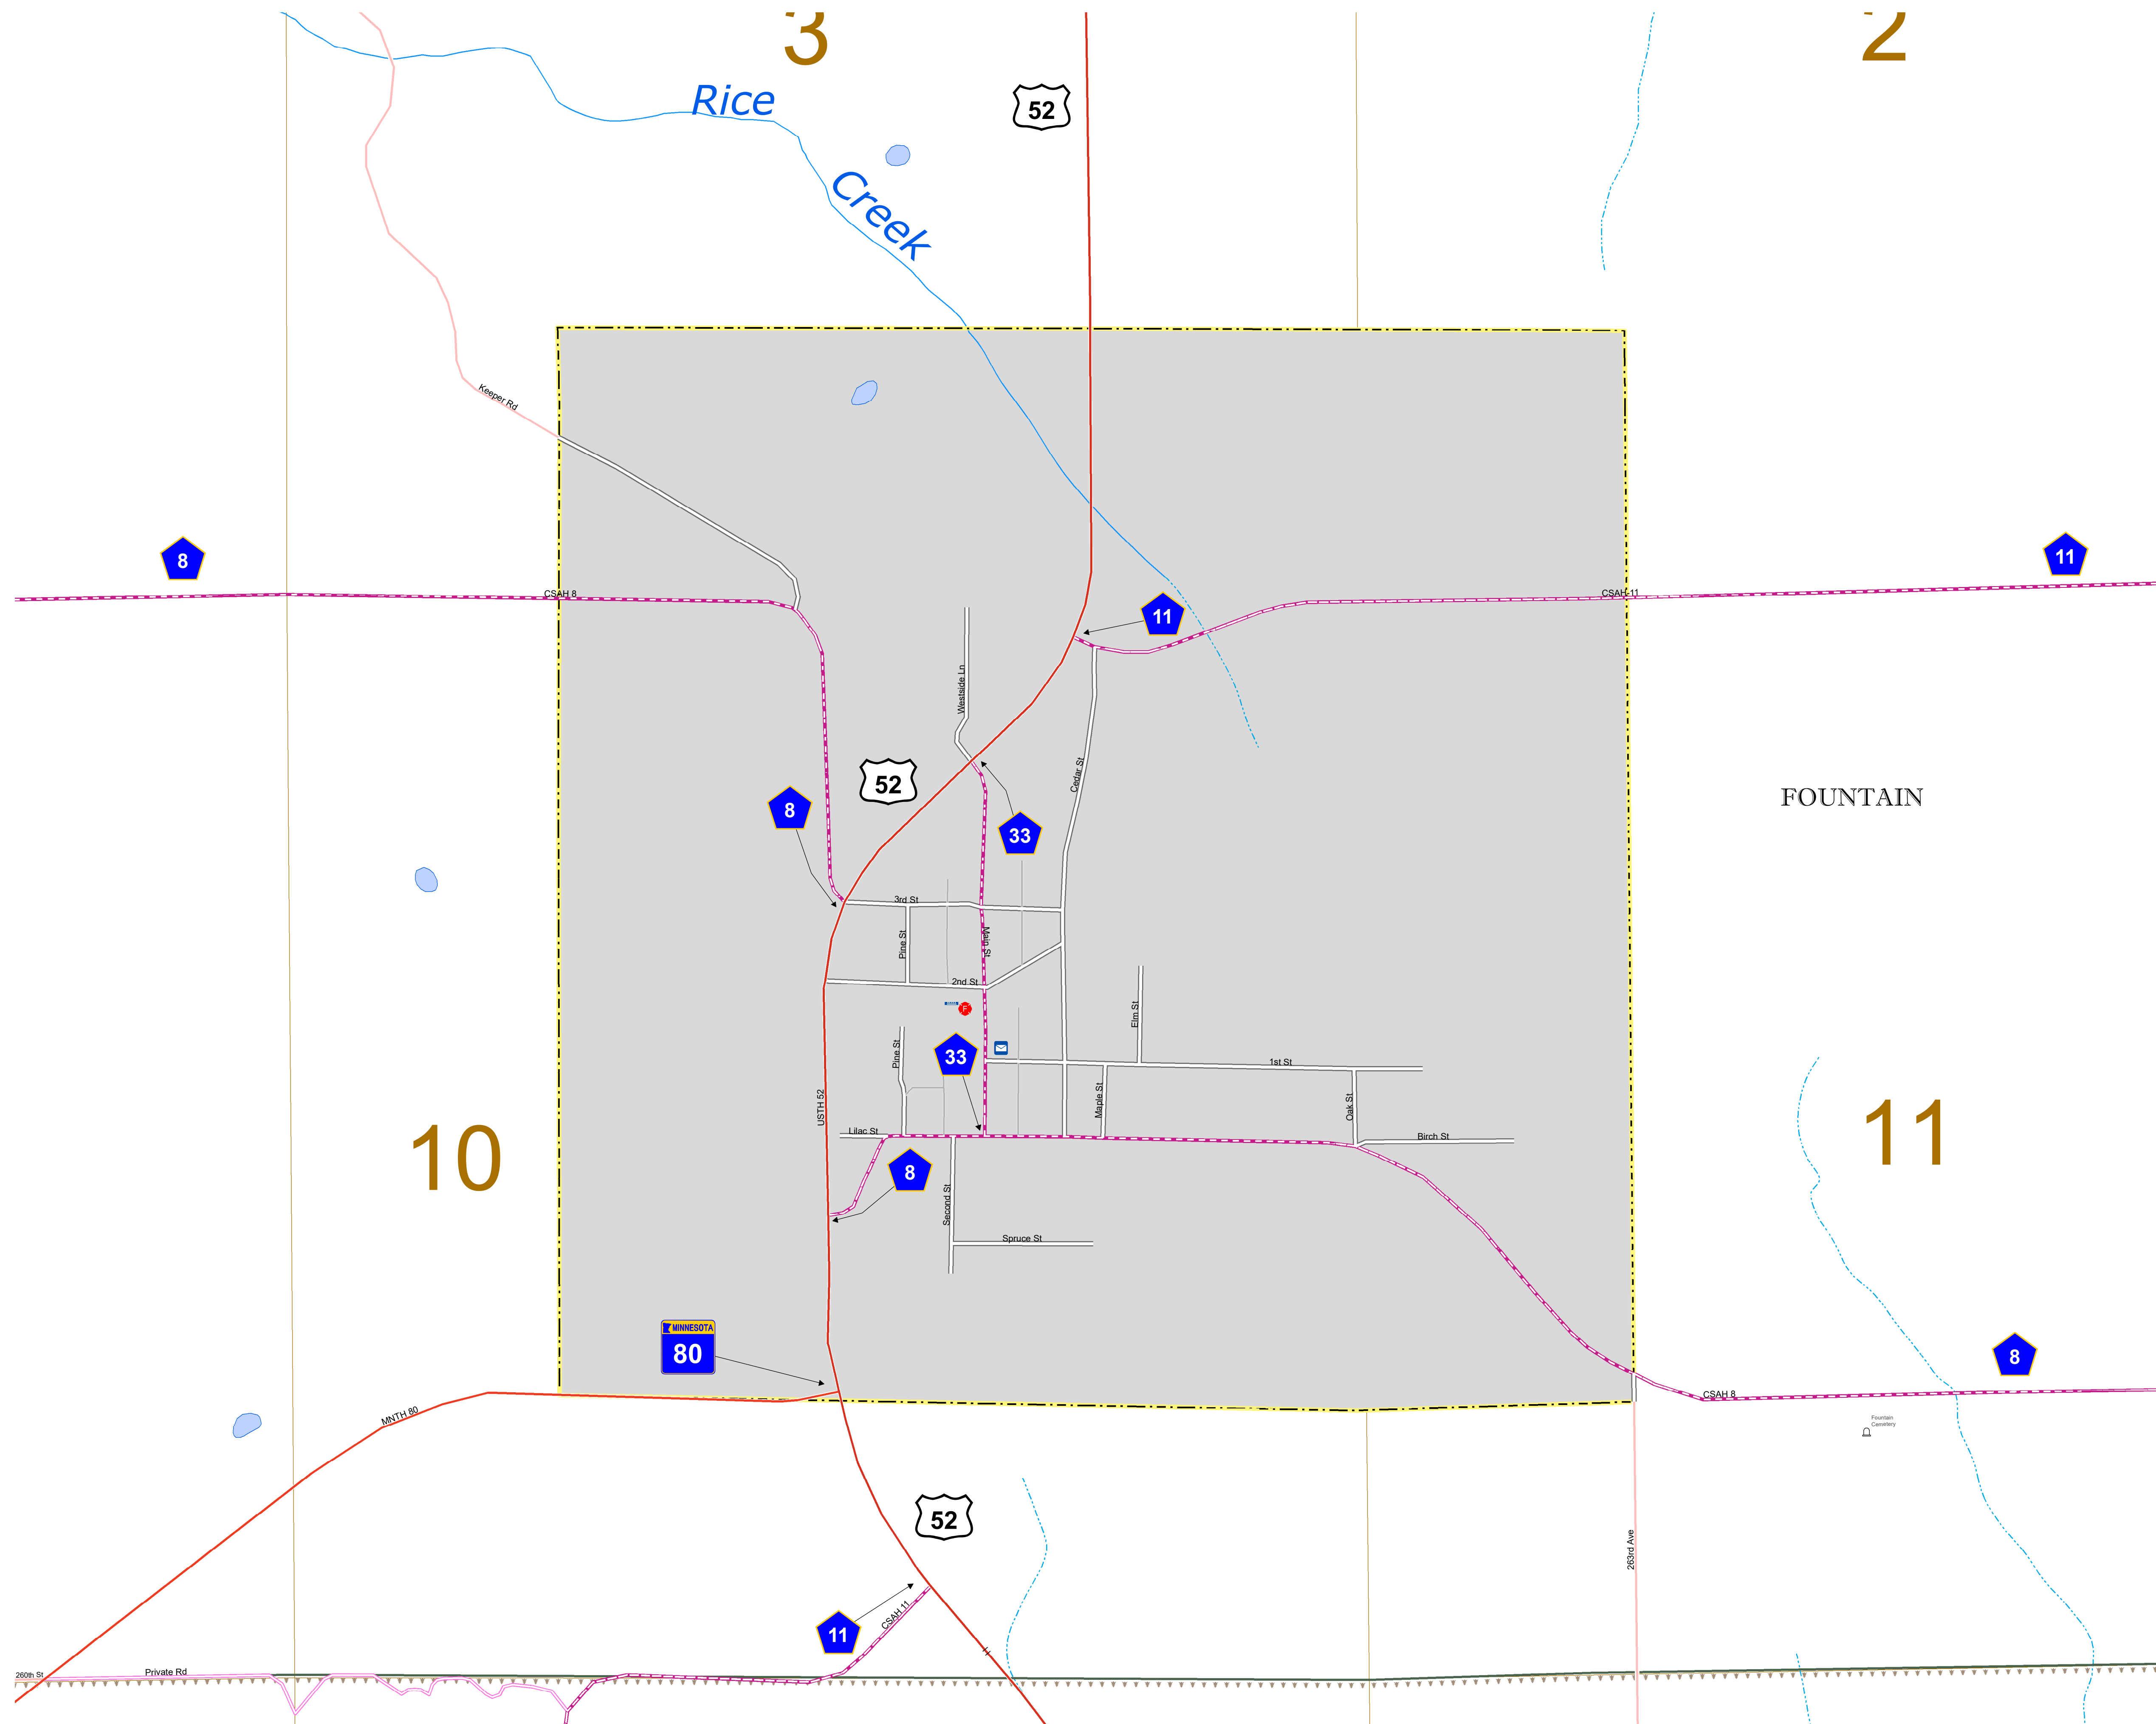 3
2
Rice
52
Creek
Keeper Rd
8
11
CSAH 8
CSAH 11
11
Westside Ln
52
Cedar St
8
33
FOUNTAIN
3rd St
Pine St
Main St
2nd St
F
Elm St
Pine St
33
1st St
USTH 52
Maple St
Oak St
10
11
Lilac St
Birch St
8
Second St
Spruce St
MINNESOTA
80
8
CSAH 8
MNTH 80
Fountain
Cemetery
52
263rd Ave
11
CSAH 11
260th St
Private Rd